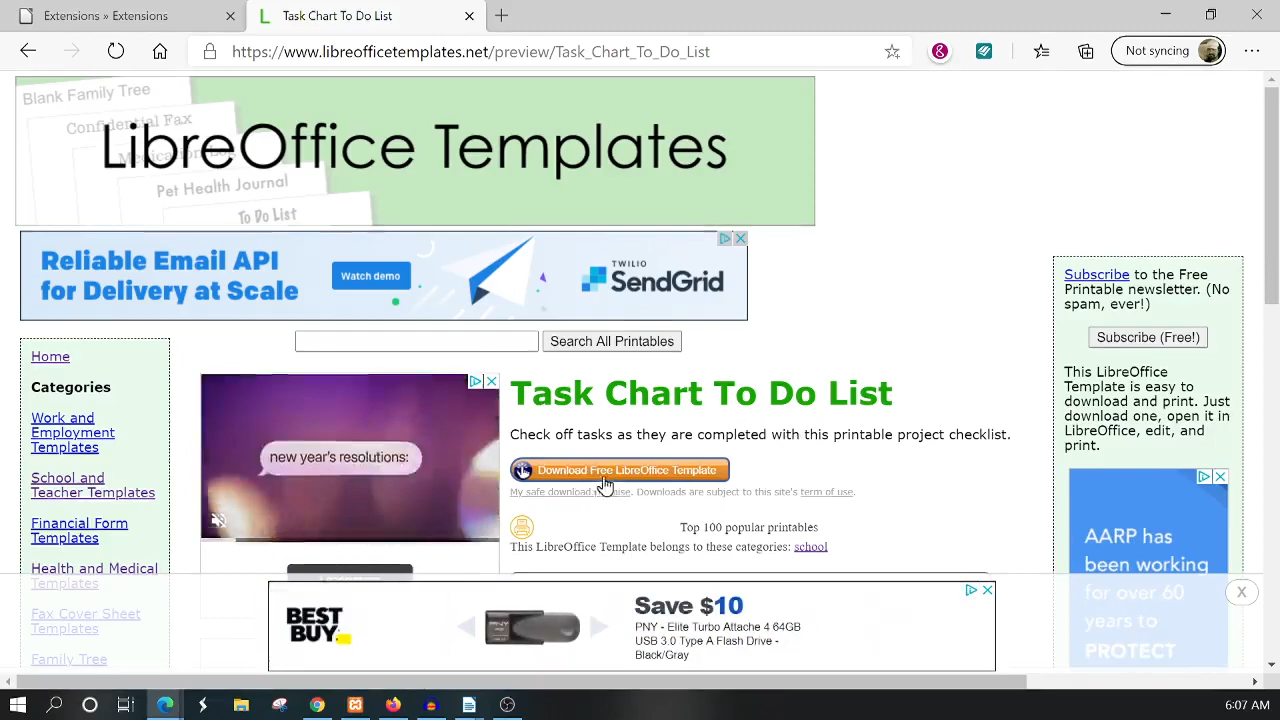 Extensions » Extensions
Task Chart To Do List
https://www.libreofficetemplates.net/preview/Task_Chart_To_Do_List
Not syncing
Blank Family Tree
Confidential Fax
Medication Log
Pet Health Journal
To Do List
LibreOffice Templates
Reliable Email API
for Delivery at Scale
Watch demo
TWILIO
SendGrid
Search All Printables
Home
Categories
Work and
Employment
Templates
School and
Teacher Templates
Financial Form
Templates
Health and Medical
Templates
Fax Cover Sheet
Templates
Family Tree
new year's resolutions:
Task Chart To Do List
Check off tasks as they are completed with this printable project checklist.
Download Free LibreOffice Template
My safe download promise. Downloads are subject to this site's term of use.
Top 100 popular printables
This LibreOffice Template belongs to these categories: school
Subscribe to the Free
Printable newsletter. (No
spam, ever!)
Subscribe (Free!)
This LibreOffice
Template is easy to
download and print. Just
download one, open it in
LibreOffice, edit, and
print.
AARP has
been working
for over 60
years to
PROTECT
BEST
BUY
Save $10
PNY - Elite Turbo Attache 4 64GB
USB 3.0 Type A Flash Drive -
Black/Gray
X
6:07 AM